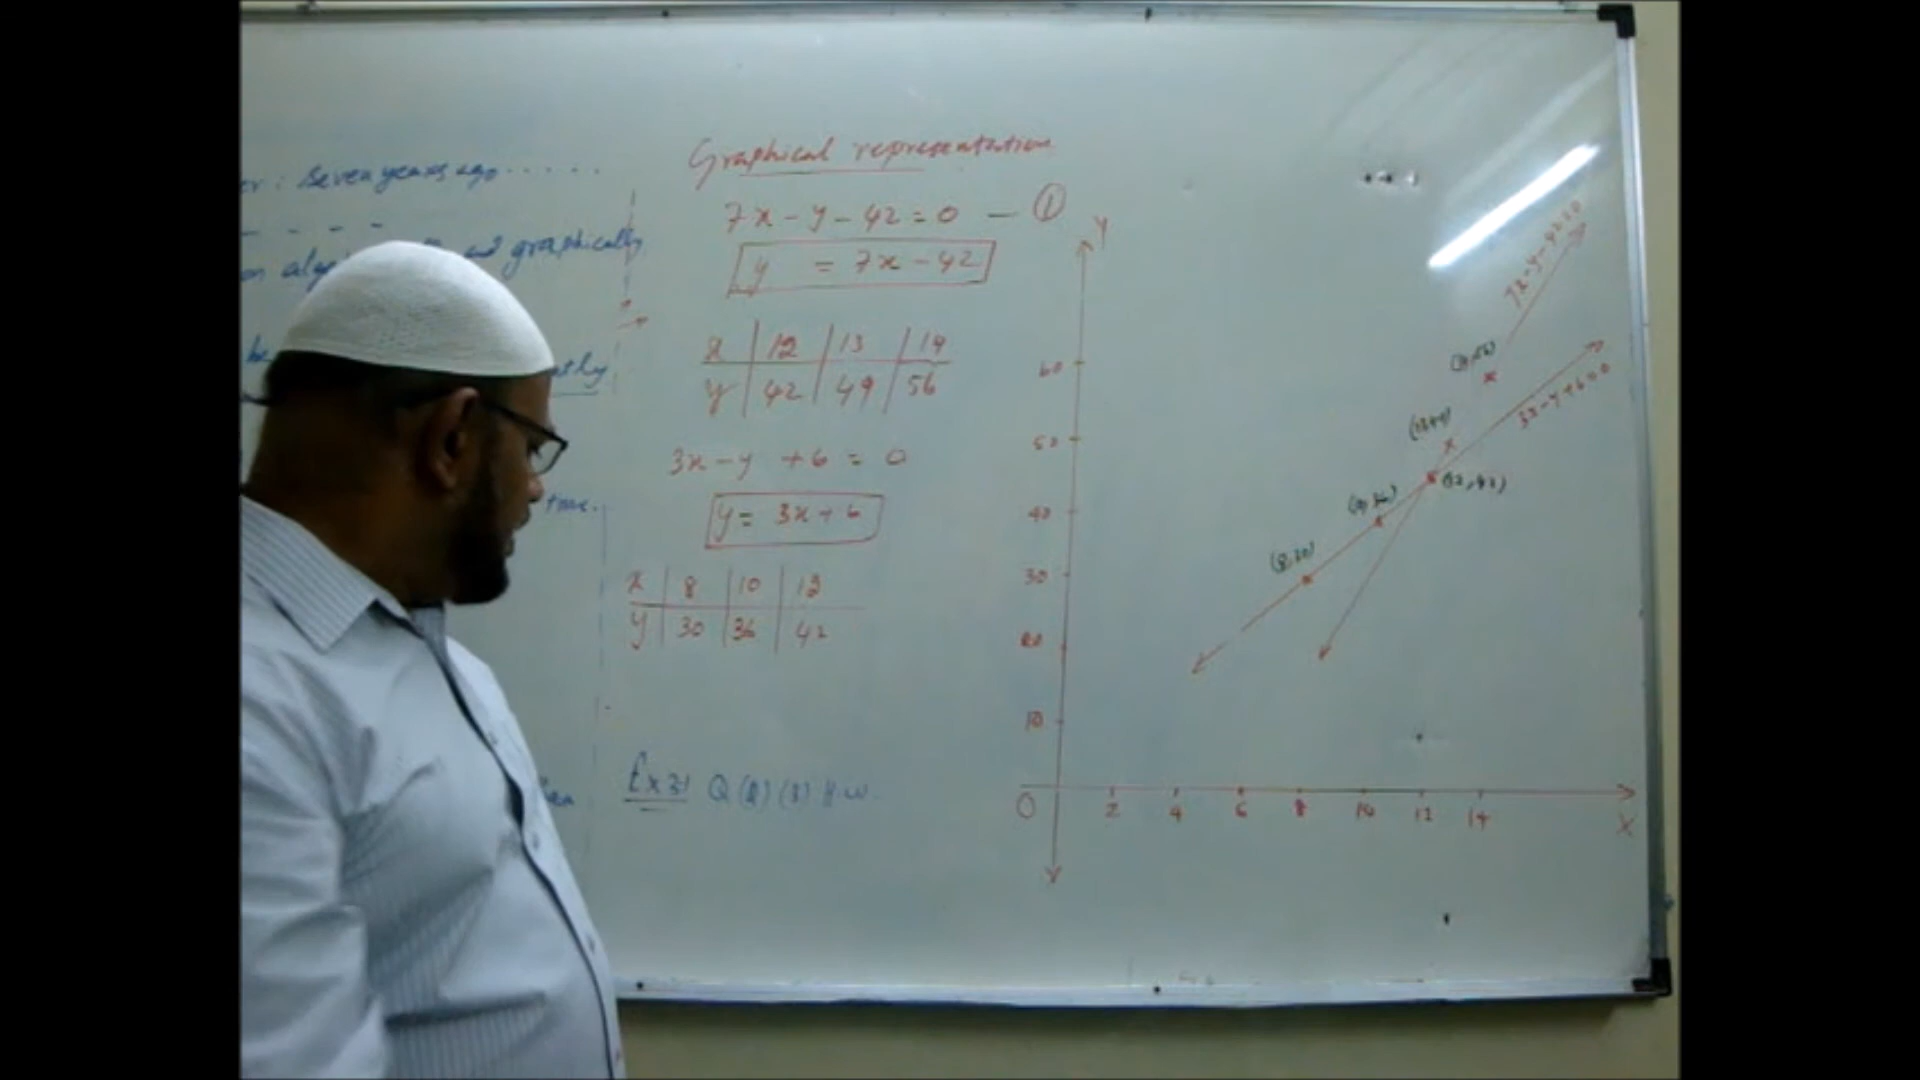 seven years ago......
and graphically
Graphical representation
7x - y - 42 = 0 — ①
y = 7x - 42
x | 12 | 13 | 14
y | 42 | 49 | 56
3x - y + 6 = 0
y = 3x + 6
x | 8 | 10 | 12
y | 30 | 36 | 42
time.
Ex 3.1 Q (2) (3) H.W.
Y
60
50
40
30
20
10
O 2 4 6 8 10 12 14
X
7x - y - 42 = 0
(14,56)
3x - y + 6 = 0
(13,49)
(12,42)
(10,36)
(8,30)